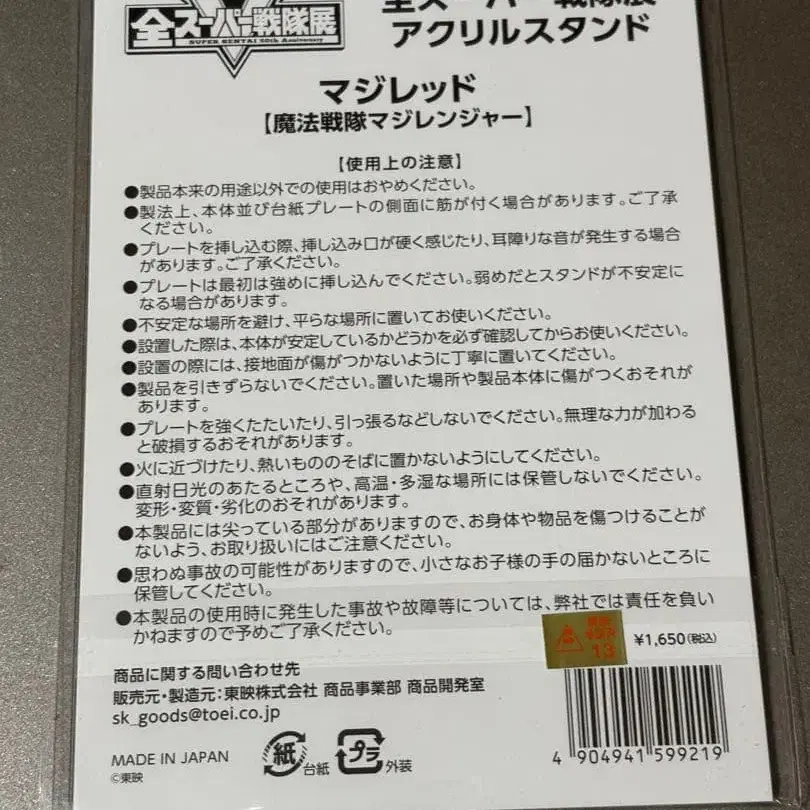 全スーパー戦隊展
SUPER SENTAI 50th Anniversary
全スーパー戦隊展
アクリルスタンド
マジレッド
【魔法戦隊マジレンジャー】
【使用上の注意】
●製品本来の用途以外での使用はおやめください。
●製法上、本体並び台紙プレートの側面に筋が付く場合があります。ご了承
ください。
●プレートを挿し込む際、挿し込み口が硬く感じたり、耳障りな音が発生する場合
があります。ご了承ください。
●プレートは最初は強めに挿し込んでください。弱めだとスタンドが不安定に
なる場合があります。
●不安定な場所を避け、平らな場所に置いてお使いください。
●設置した際は、本体が安定しているかどうかを必ず確認してからお使いください。
●設置の際には、接地面が傷がつかないように丁寧に置いてください。
●製品を引きずらないでください。置いた場所や製品本体に傷がつくおそれが
あります。
●プレートを強くたたいたり、引っ張るなどしないでください。無理な力が加わる
と破損するおそれがあります。
●火に近づけたり、熱いもののそばに置かないようにしてください。
●直射日光のあたるところや、高温・多湿な場所には保管しないでください。
変形・変質・劣化のおそれがあります。
●本製品には尖っている部分がありますので、お身体や物品を傷つけることが
ないよう、お取り扱いにはご注意ください。
●思わぬ事故の可能性がありますので、小さなお子様の手の届かないところに
保管してください。
●本製品の使用時に発生した事故や故障等については、弊社では責任を負い
かねますので予めご了承ください。
¥1,650(税込)
13
商品に関する問い合わせ先
販売元・製造元：東映株式会社 商品事業部 商品開発室
sk_goods@toei.co.jp
MADE IN JAPAN
©東映
紙 台紙
プラ 外装
4 904941 599219